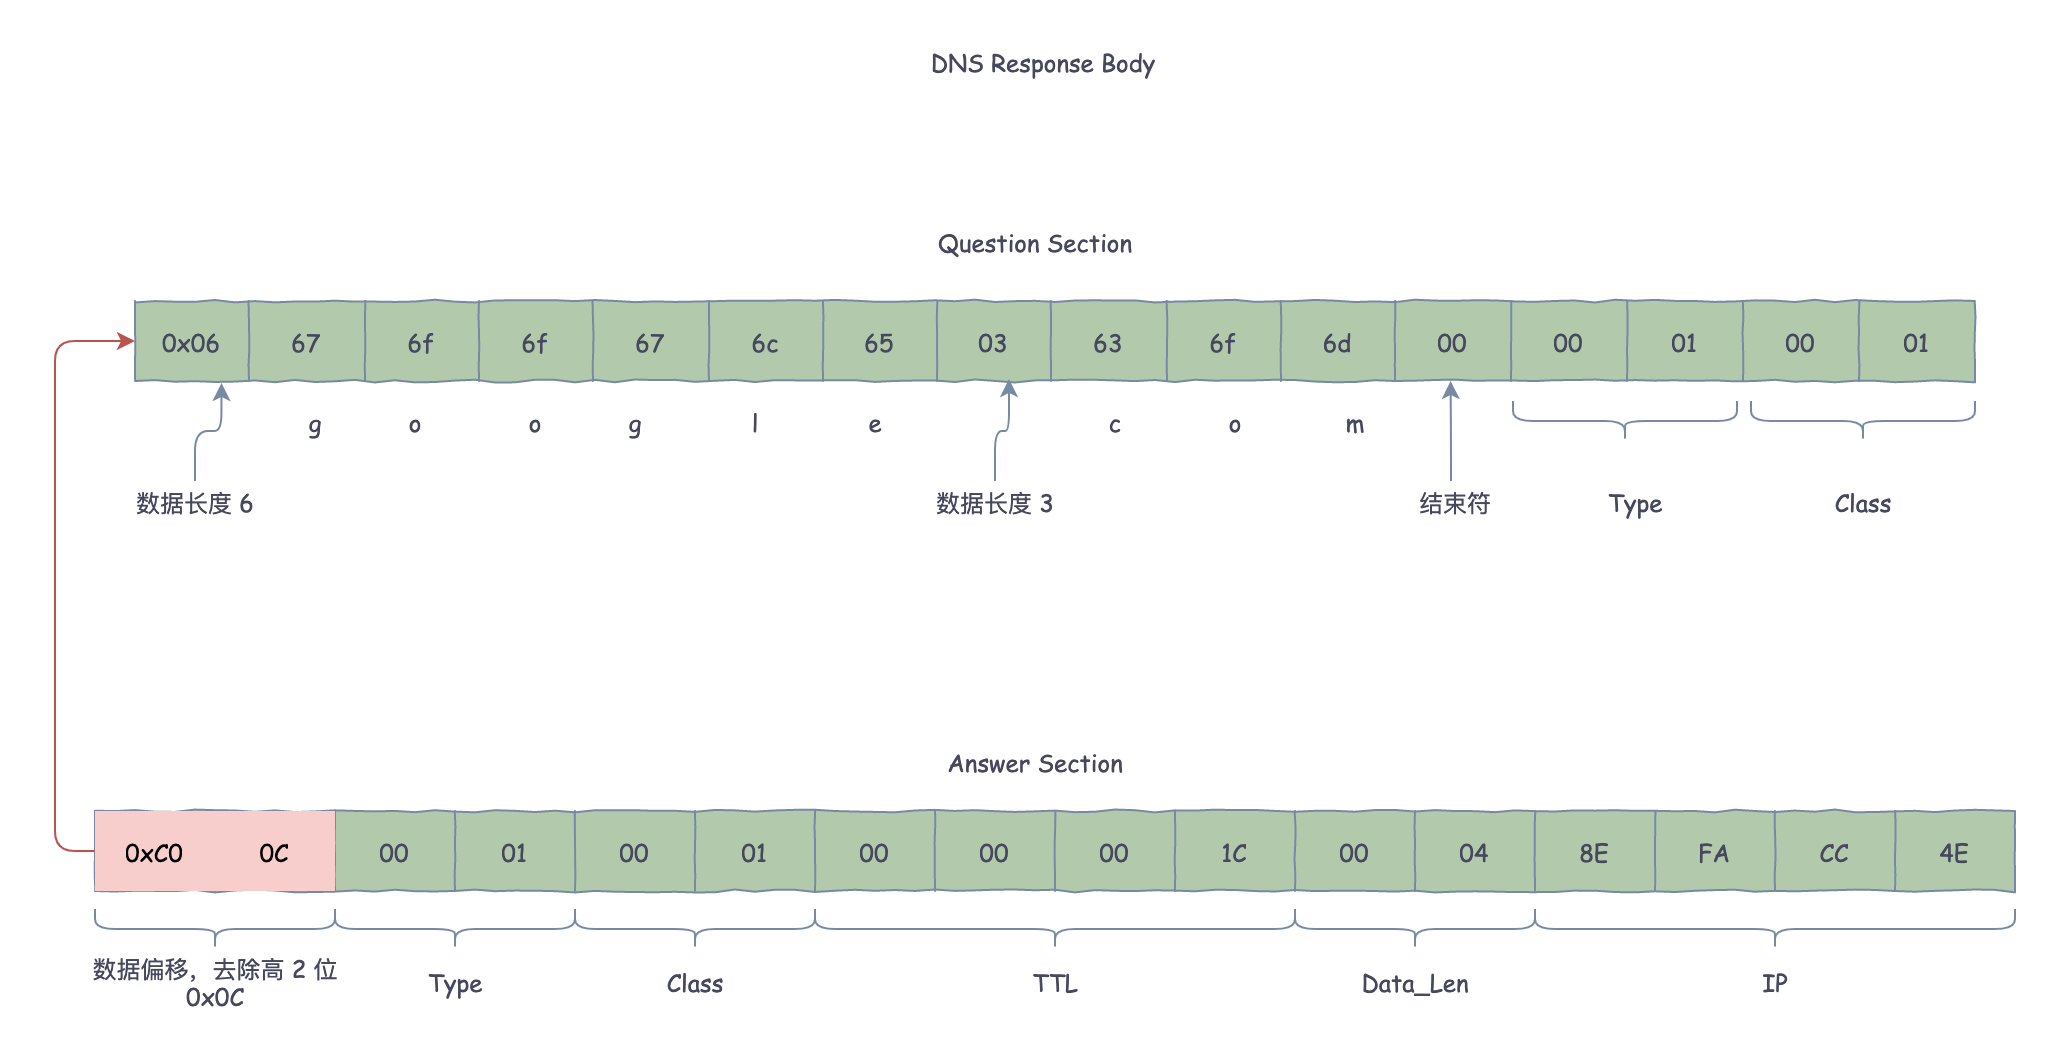 DNS Response Body
Question Section
0x06 67 6f 6f 67 6c 65 03 63 6f 6d 00 00 01 00 01
g o o g l e c o m
数据长度 6 数据长度 3 结束符 Type Class
Answer Section
0xC0 0C 00 01 00 01 00 00 00 1C 00 04 8E FA CC 4E
数据偏移，去除高 2 位
0x0C
Type Class TTL Data_Len IP